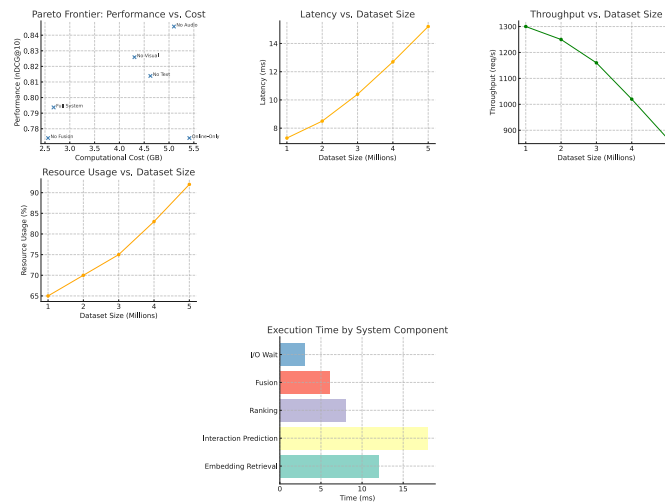 Pareto Frontier: Performance vs. Cost
Performance (nDCG@10)
0.84
0.83
0.82
0.81
0.80
0.79
0.78
No Audio
No Visual
No Text
Full System
No Fusion
Online-Only
2.5 3.0 3.5 4.0 4.5 5.0 5.5
Computational Cost (GB)
Latency vs. Dataset Size
Latency (ms)
14
12
10
8
1 2 3 4 5
Dataset Size (Millions)
Throughput vs. Dataset Size
Throughput (req/s)
1300
1200
1100
1000
900
1 2 3 4
Dataset Size (Millions)
Resource Usage vs. Dataset Size
Resource Usage (%)
90
85
80
75
70
65
1 2 3 4 5
Dataset Size (Millions)
Execution Time by System Component
I/O Wait
Fusion
Ranking
Interaction Prediction
Embedding Retrieval
0 5 10 15
Time (ms)